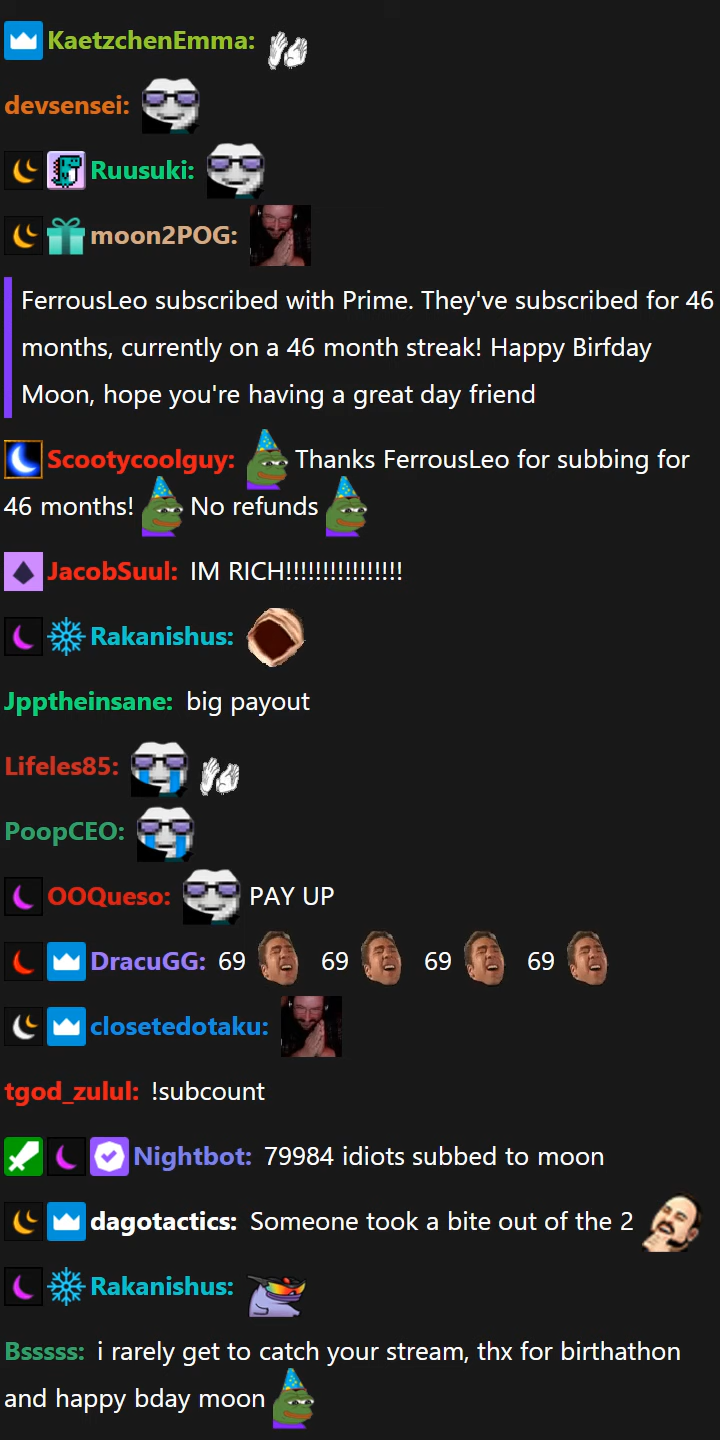 KaetzchenEmma:
devsensei:
Ruusuki:
moon2POG:
FerrousLeo subscribed with Prime. They've subscribed for 46
months, currently on a 46 month streak! Happy Birfday
Moon, hope you're having a great day friend
Scootycoolguy: Thanks FerrousLeo for subbing for
46 months! No refunds
JacobSuul: IM RICH!!!!!!!!!!!!!!!!
Rakanishus:
Jpptheinsane: big payout
Lifeles85:
PoopCEO:
OOQueso: PAY UP
DracuGG: 69 69 69 69
closetedotaku:
tgod_zulul: !subcount
Nightbot: 79984 idiots subbed to moon
dagotactics: Someone took a bite out of the 2
Rakanishus:
Bsssss: i rarely get to catch your stream, thx for birthathon
and happy bday moon